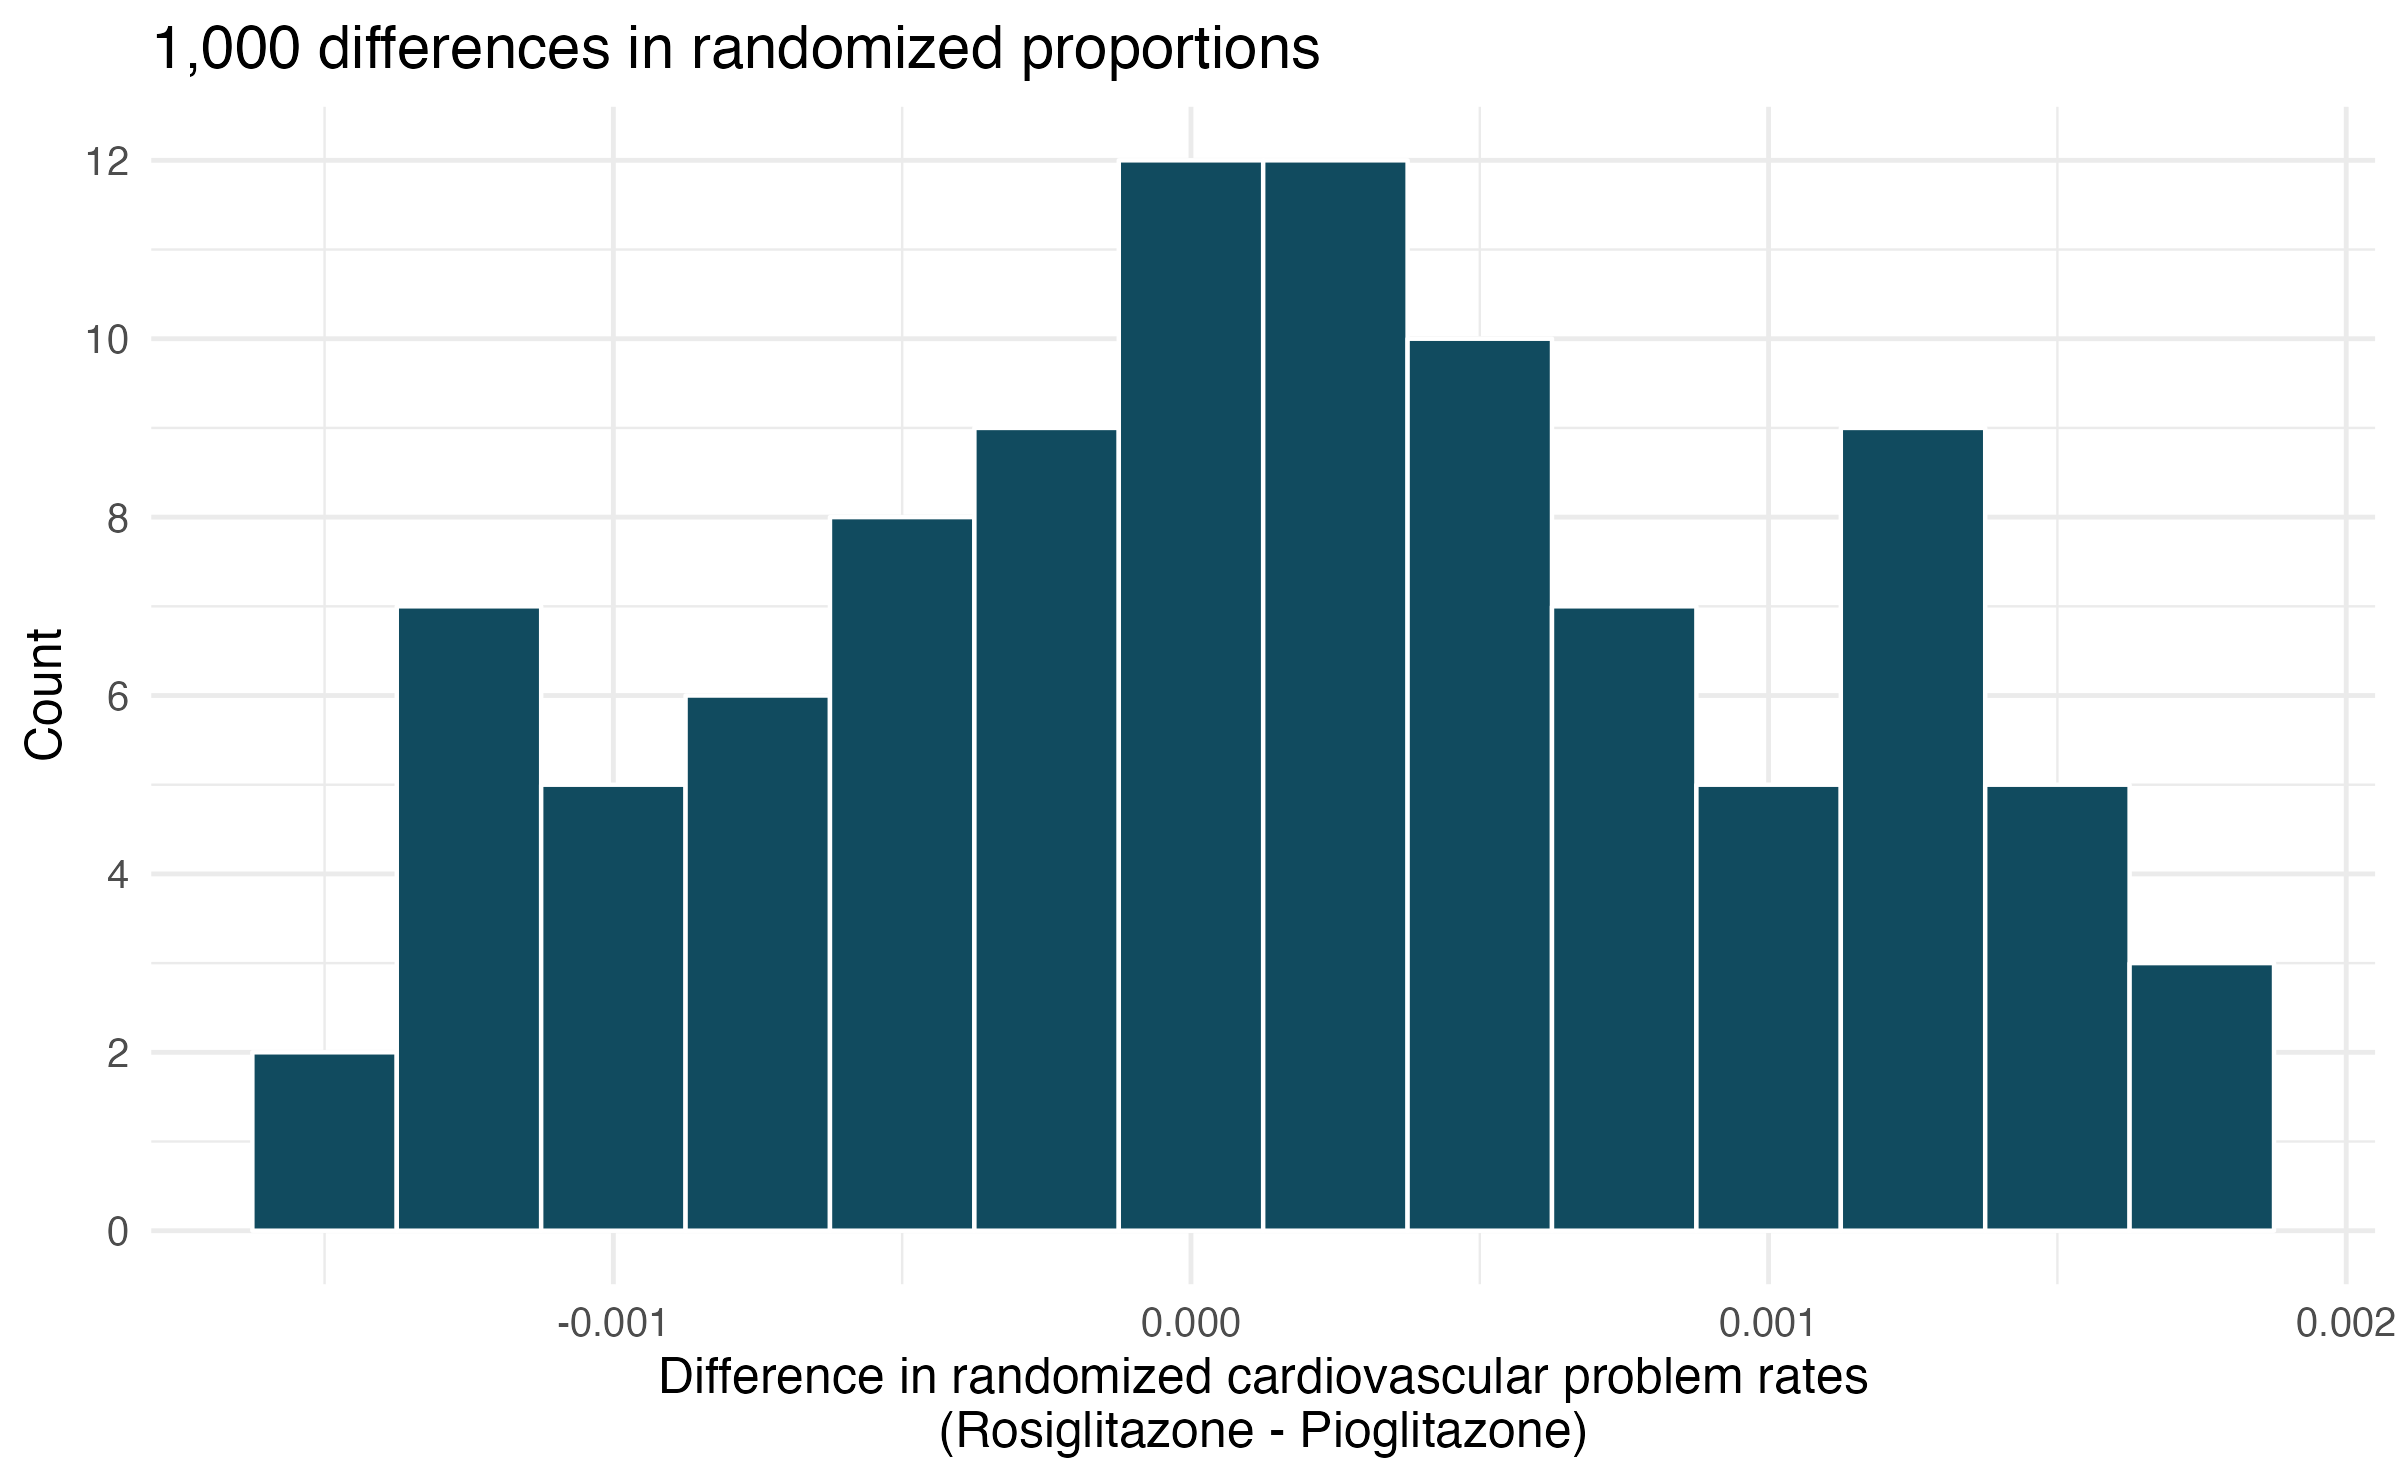 1,000 differences in randomized proportions
12
10
8
6
4
2
0
Count
-0.001 0.000 0.001 0.002
Difference in randomized cardiovascular problem rates
(Rosiglitazone - Pioglitazone)